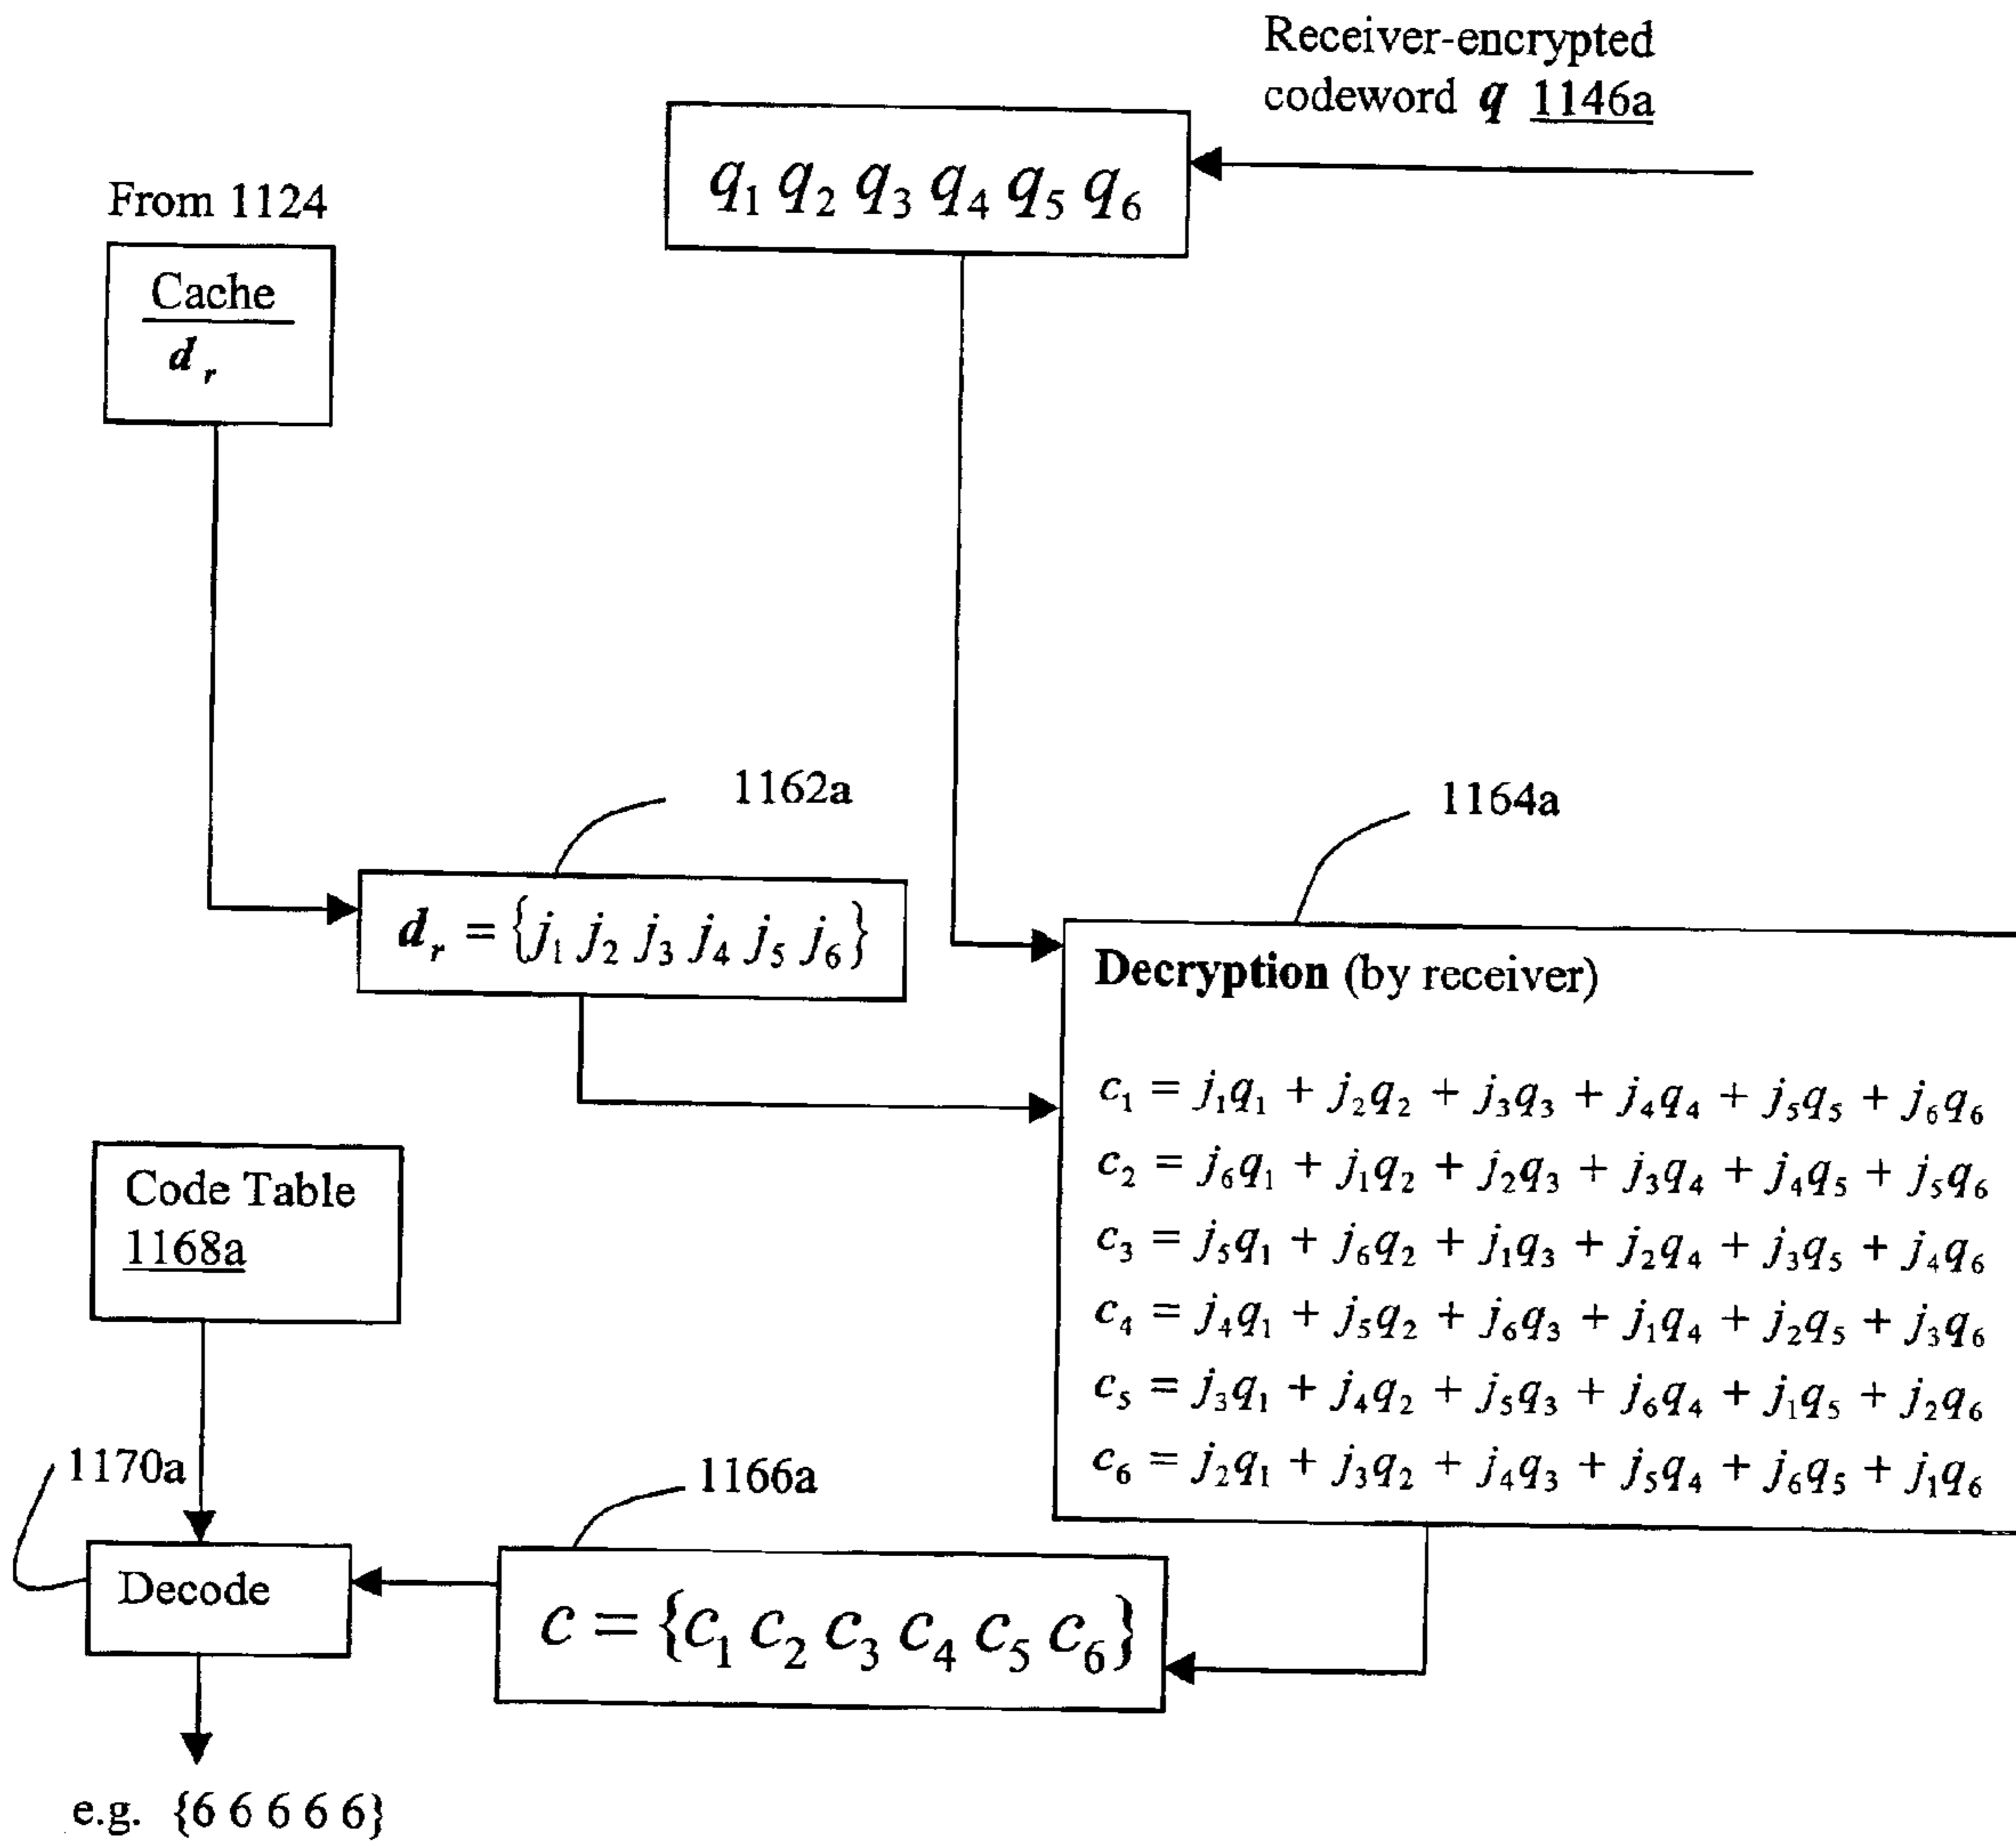 Receiver-encrypted
codeword q 1146a
q₁ q₂ q₃ q₄ q₅ q₆
From 1124
Cache
d r
1162a
1164a
d r = {j₁ j₂ j₃ j₄ j₅ j₆}
Decryption (by receiver)
c₁ = j₁q₁ + j₂q₂ + j₃q₃ + j₄q₄ + j₅q₅ + j₆q₆
c₂ = j₆q₁ + j₁q₂ + j₂q₃ + j₃q₄ + j₄q₅ + j₅q₆
c₃ = j₅q₁ + j₆q₂ + j₁q₃ + j₂q₄ + j₃q₅ + j₄q₆
c₄ = j₄q₁ + j₅q₂ + j₆q₃ + j₁q₄ + j₂q₅ + j₃q₆
c₅ = j₃q₁ + j₄q₂ + j₅q₃ + j₆q₄ + j₁q₅ + j₂q₆
c₆ = j₂q₁ + j₃q₂ + j₄q₃ + j₅q₄ + j₆q₅ + j₁q₆
Code Table
1168a
1170a
1166a
Decode
c = {c₁ c₂ c₃ c₄ c₅ c₆}
e.g. {6 6 6 6 6}